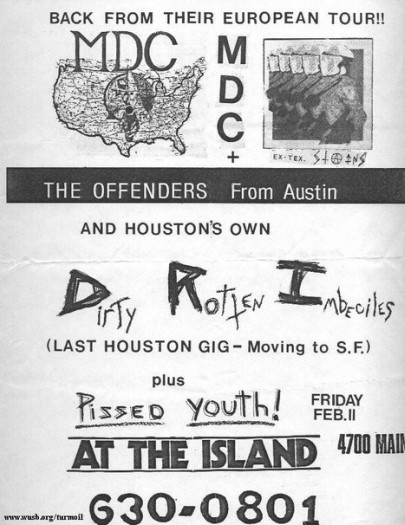 BACK FROM THEIR EUROPEAN TOUR!!
MDC
MDC
+
EX-TEX. STAINS
THE OFFENDERS From Austin
AND HOUSTON'S OWN
Dirty Rotten Imbeciles
(LAST HOUSTON GIG - Moving to S.F.)
plus
Pissed Youth!
FRIDAY
FEB. 11
AT THE ISLAND
4700 MAIN
630-0801
www.wusb.org/turmoil